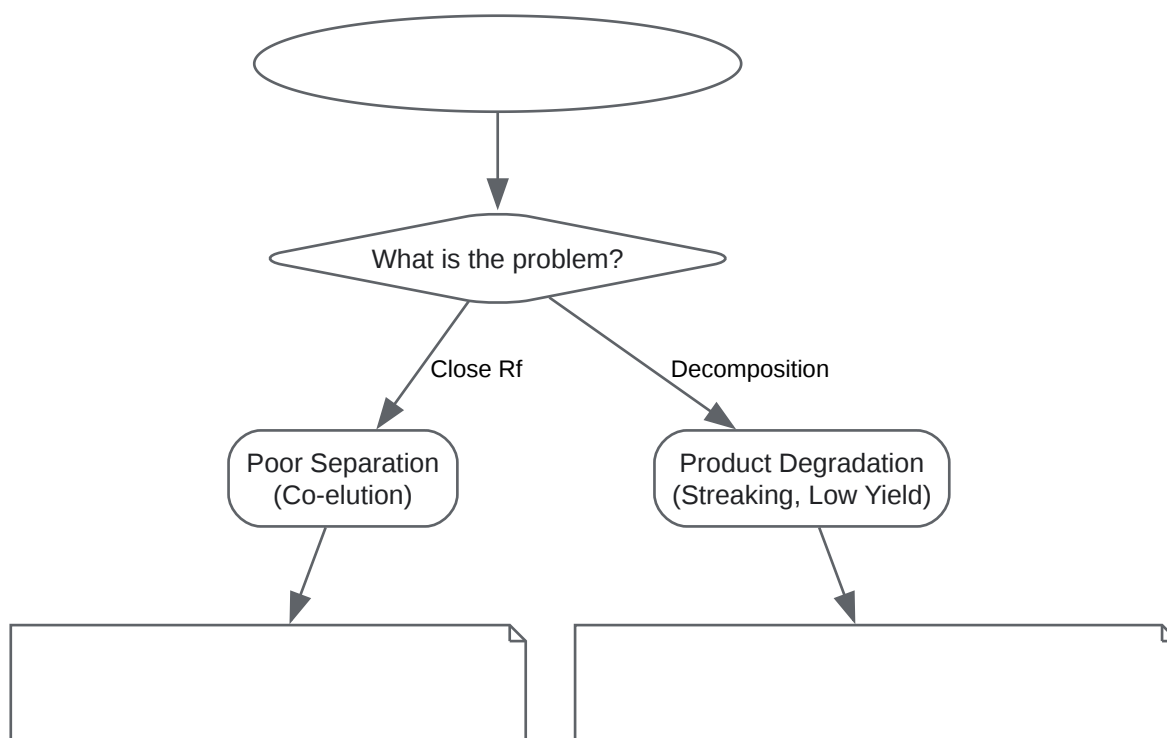 What is the problem?
Close Rf
Decomposition
Poor Separation
(Co-elution)
Product Degradation
(Streaking, Low Yield)